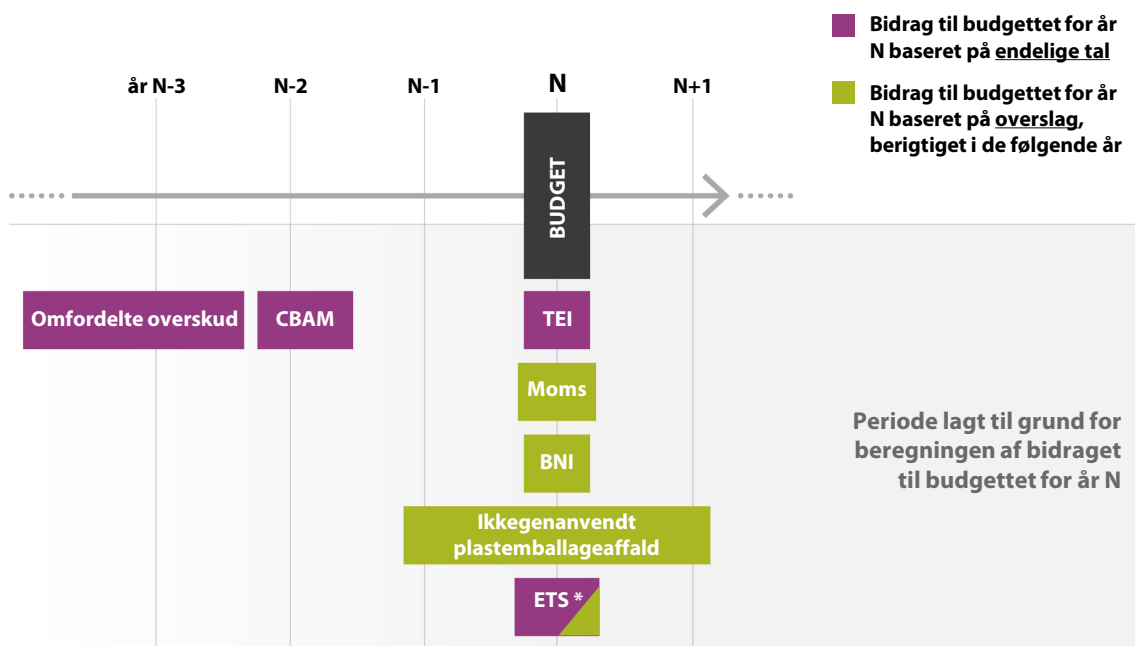 Bidrag til budgettet for år
N baseret på endelige tal
Bidrag til budgettet for år
N baseret på overslag,
berigtiget i de følgende år
år N-3
N-2
N-1
N
N+1
BUDGET
Omfordelte overskud
CBAM
TEI
Moms
BNI
Ikkegenanvendt
plastemballageaffald
ETS *
Periode lagt til grund for
beregningen af bidraget
til budgettet for år N